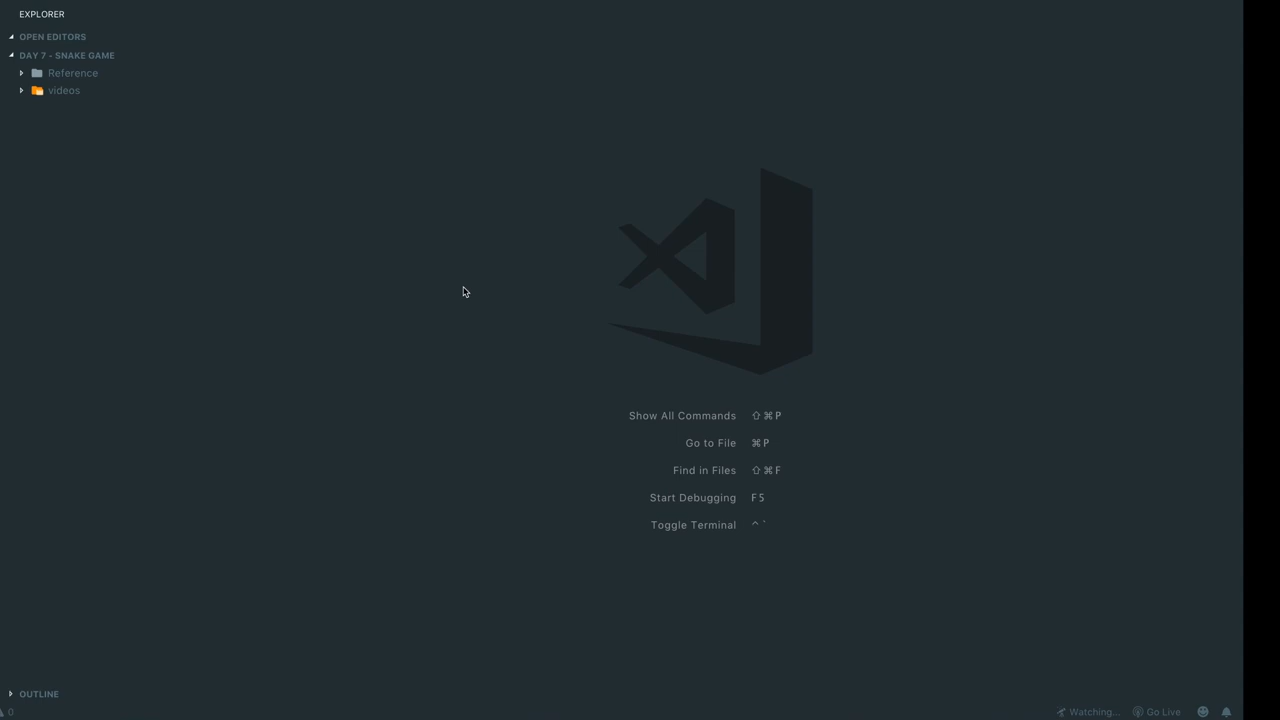 EXPLORER
OPEN EDITORS
DAY 7 - SNAKE GAME
Reference
videos
Show All Commands ⇧⌘P
Go to File ⌘P
Find in Files ⇧⌘F
Start Debugging F5
Toggle Terminal ^`
OUTLINE
0 Watching... Go Live